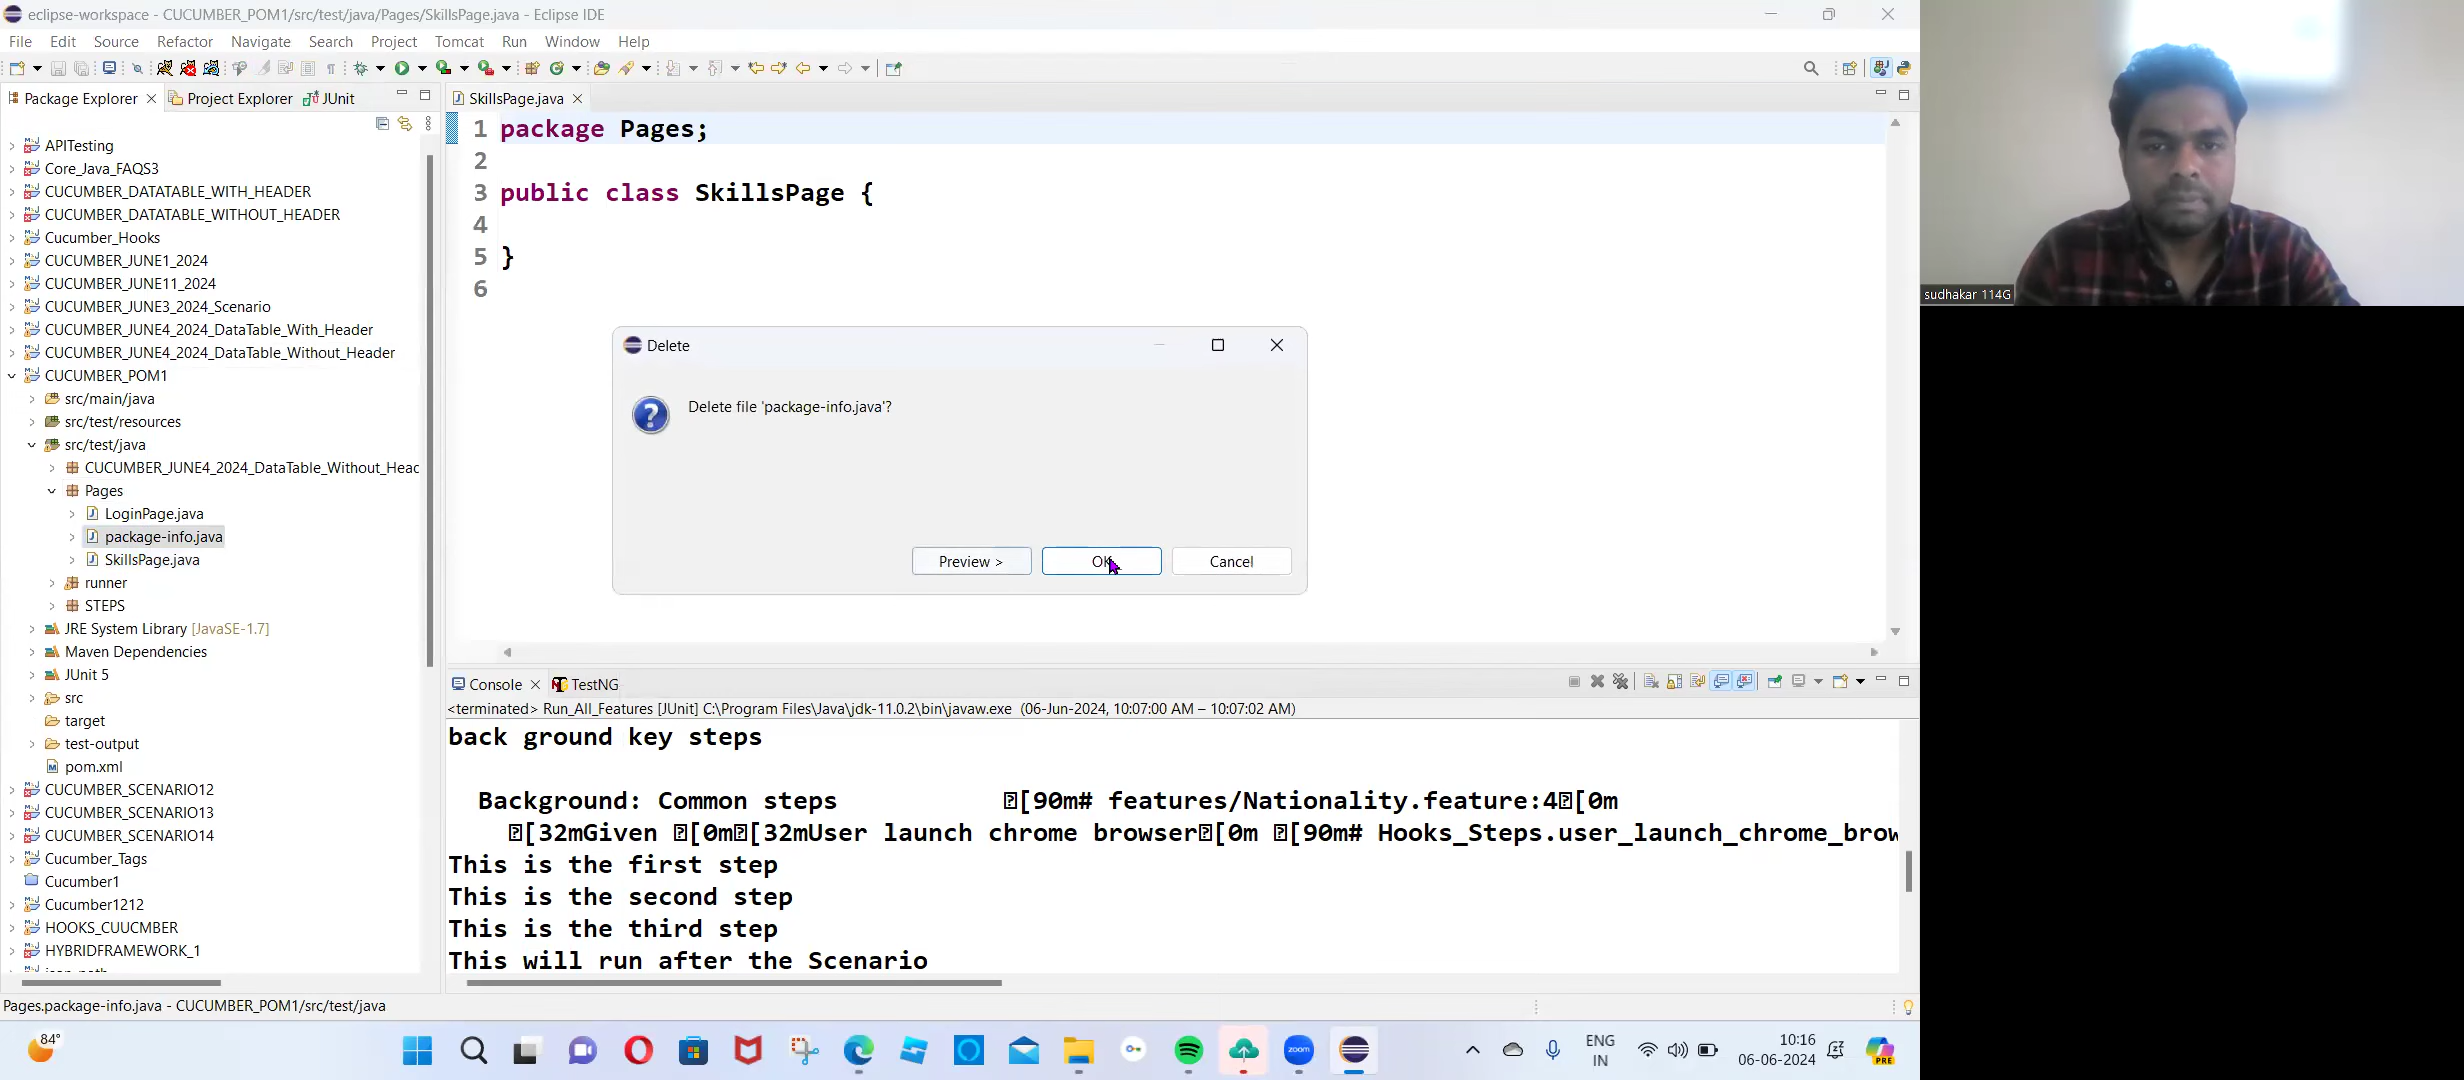 eclipse-workspace - CUCUMBER_POM1/src/test/java/Pages/SkillsPage.java - Eclipse IDE
File Edit Source Refactor Navigate Search Project Tomcat Run Window Help
Package Explorer Project Explorer JUnit
APITesting
Core_Java_FAQS3
CUCUMBER_DATATABLE_WITH_HEADER
CUCUMBER_DATATABLE_WITHOUT_HEADER
Cucumber_Hooks
CUCUMBER_JUNE1_2024
CUCUMBER_JUNE11_2024
CUCUMBER_JUNE3_2024_Scenario
CUCUMBER_JUNE4_2024_DataTable_With_Header
CUCUMBER_JUNE4_2024_DataTable_Without_Header
CUCUMBER_POM1
src/main/java
src/test/resources
src/test/java
CUCUMBER_JUNE4_2024_DataTable_Without_Heac
Pages
LoginPage.java
package-info.java
SkillsPage.java
runner
STEPS
JRE System Library [JavaSE-1.7]
Maven Dependencies
JUnit 5
src
target
test-output
pom.xml
CUCUMBER_SCENARIO12
CUCUMBER_SCENARIO13
CUCUMBER_SCENARIO14
Cucumber_Tags
Cucumber1
Cucumber1212
HOOKS_CUUCMBER
HYBRIDFRAMEWORK_1
SkillsPage.java
1 package Pages;
2
3 public class SkillsPage {
4
5 }
6
Delete
Delete file 'package-info.java'?
Preview > OK Cancel
Console TestNG
<terminated> Run_All_Features [JUnit] C:\Program Files\Java\jdk-11.0.2\bin\javaw.exe (06-Jun-2024, 10:07:00 AM – 10:07:02 AM)
back ground key steps
Background: Common steps [90m# features/Nationality.feature:4[0m
[32mGiven [0m[32mUser launch chrome browser[0m [90m# Hooks_Steps.user_launch_chrome_brow
This is the first step
This is the second step
This is the third step
This will run after the Scenario
Pages.package-info.java - CUCUMBER_POM1/src/test/java
84°
zoom
ENG
IN
10:16
06-06-2024
PRE
sudhakar 114G